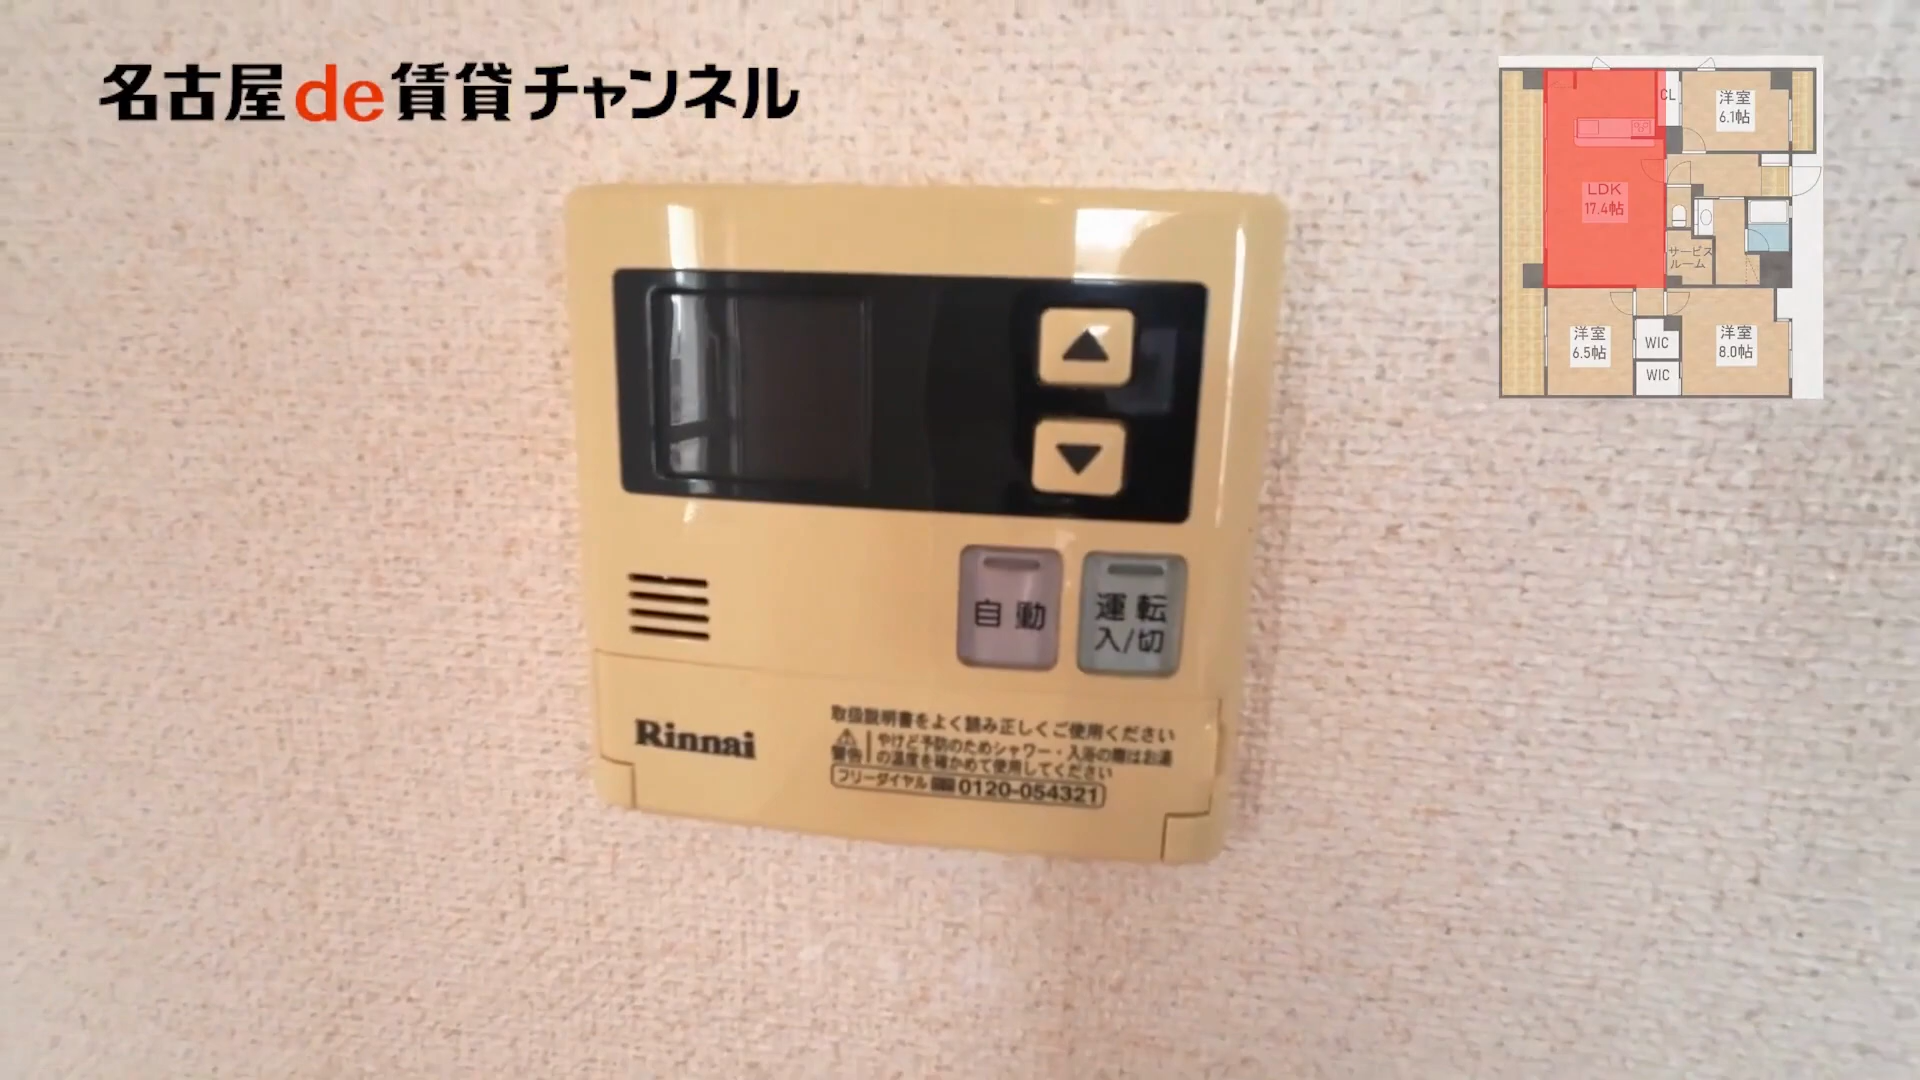 名古屋de賃貸チャンネル
CL
洋室
6.1帖
LDK
17.4帖
サービス
ルーム
洋室
6.5帖
WIC
WIC
洋室
8.0帖
自動
運転
入/切
Rinnai
取扱説明書をよく読み正しくご使用ください
警告
やけど予防のためシャワー・入浴の際はお湯
の温度を確かめて使用してください
フリーダイヤル 0120-054321